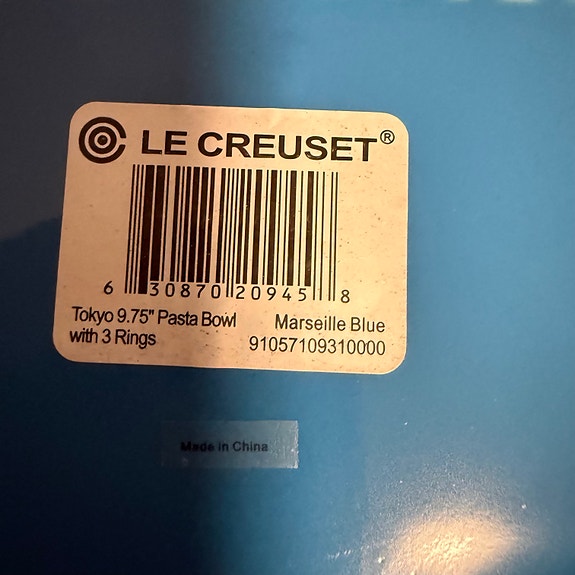 LE CREUSET®
6 30870 20945 8
Tokyo 9.75" Pasta Bowl
with 3 Rings
Marseille Blue
91057109310000
Made in China